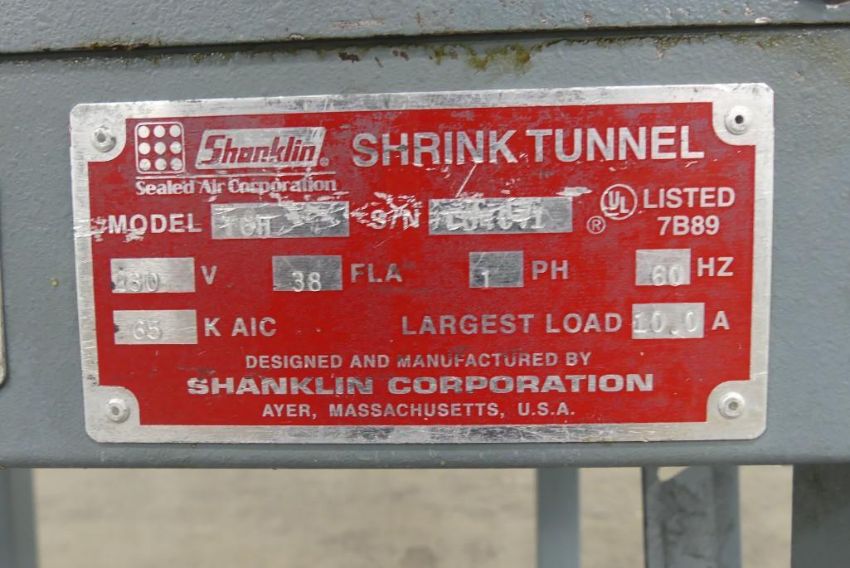 Shanklin® SHRINK TUNNEL
Sealed Air Corporation
MODEL S/N
® UL LISTED
7B89
V 38 FLA 1 PH 60 HZ
65 K AIC LARGEST LOAD 10.0 A
DESIGNED AND MANUFACTURED BY
SHANKLIN CORPORATION
AYER, MASSACHUSETTS, U.S.A.